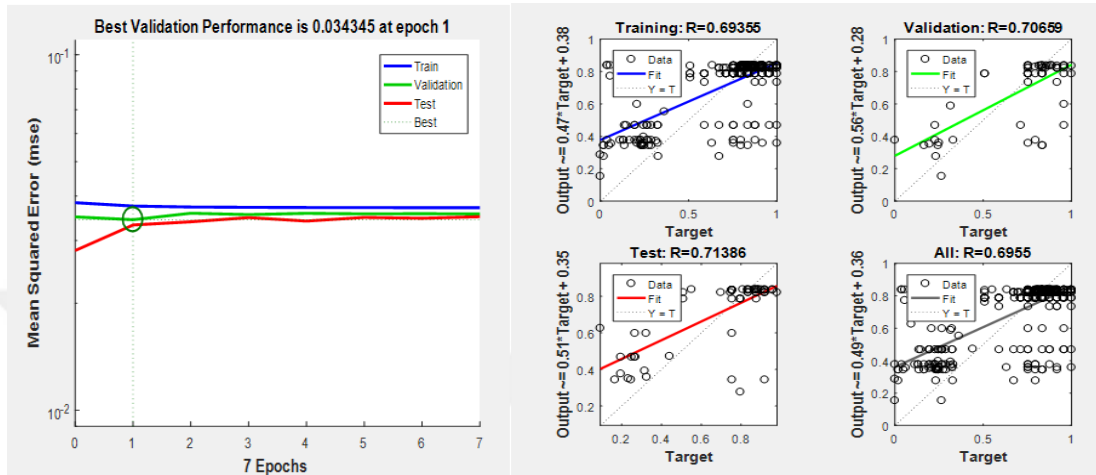 Best Validation Performance is 0.034345 at epoch 1
Mean Squared Error (mse)
10-1
10-2
Train
Validation
Test
Best
0 1 2 3 4 5 6 7
7 Epochs
Training: R=0.69355
Output ~= 0.47*Target + 0.38
1
0.8
0.6
0.4
0.2
0
Data
Fit
Y = T
0 0.5 1
Target
Validation: R=0.70659
Output ~= 0.56*Target + 0.28
1
0.8
0.6
0.4
0.2
0
Data
Fit
Y = T
0 0.5 1
Target
Test: R=0.71386
Output ~= 0.51*Target + 0.35
0.8
0.6
0.4
0.2
Data
Fit
Y = T
0.2 0.4 0.6 0.8
Target
All: R=0.6955
Output ~= 0.49*Target + 0.36
1
0.8
0.6
0.4
0.2
0
Data
Fit
Y = T
0 0.5 1
Target